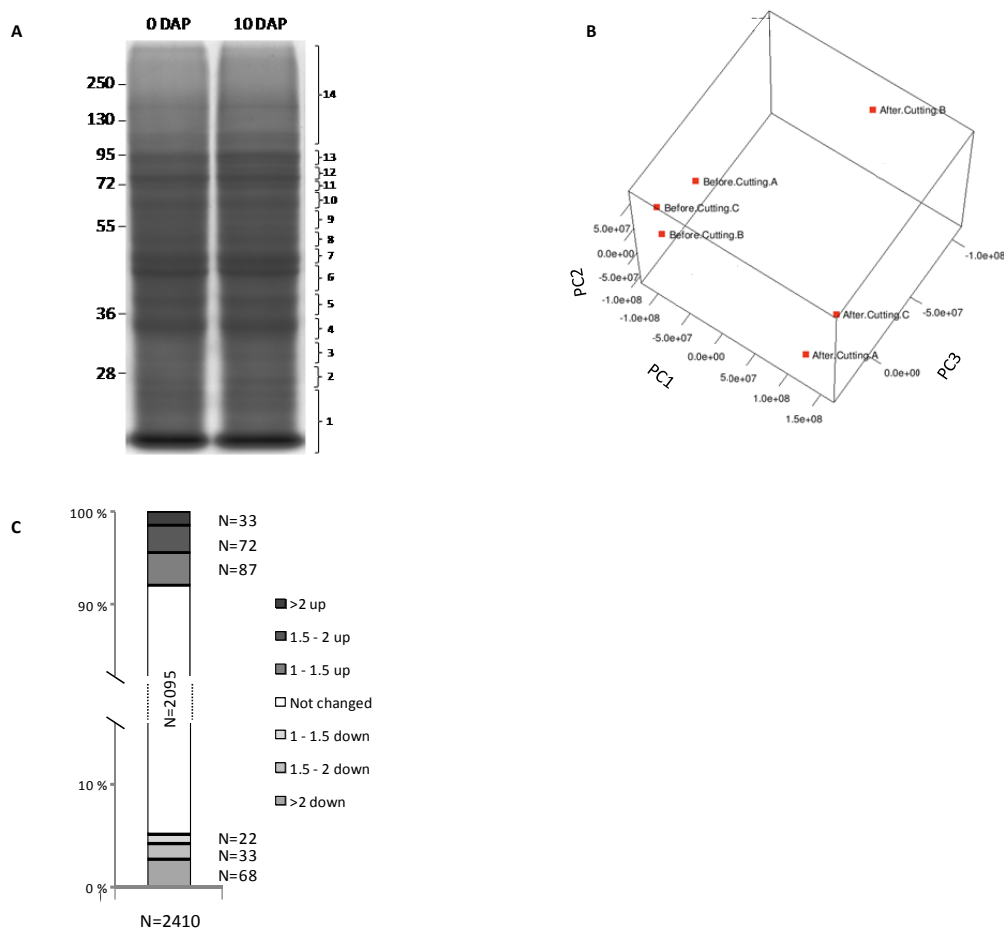 A
0 DAP
10 DAP
250
130
95
72
55
36
28
14
13
12
11
10
9
8
7
6
5
4
3
2
1
B
After.Cutting.B
Before.Cutting.A
Before.Cutting.C
Before.Cutting.B
After.Cutting.C
After.Cutting.A
PC2
5.0e+07
0.0e+00
-5.0e+07
-1.0e+08
PC1
-1.0e+08
-5.0e+07
0.0e+00
5.0e+07
1.0e+08
1.5e+08
PC3
-1.0e+08
-5.0e+07
0.0e+00
C
100 %
90 %
10 %
0 %
N=33
N=72
N=87
N=2095
N=22
N=33
N=68
N=2410
>2 up
1.5 - 2 up
1 - 1.5 up
Not changed
1 - 1.5 down
1.5 - 2 down
>2 down